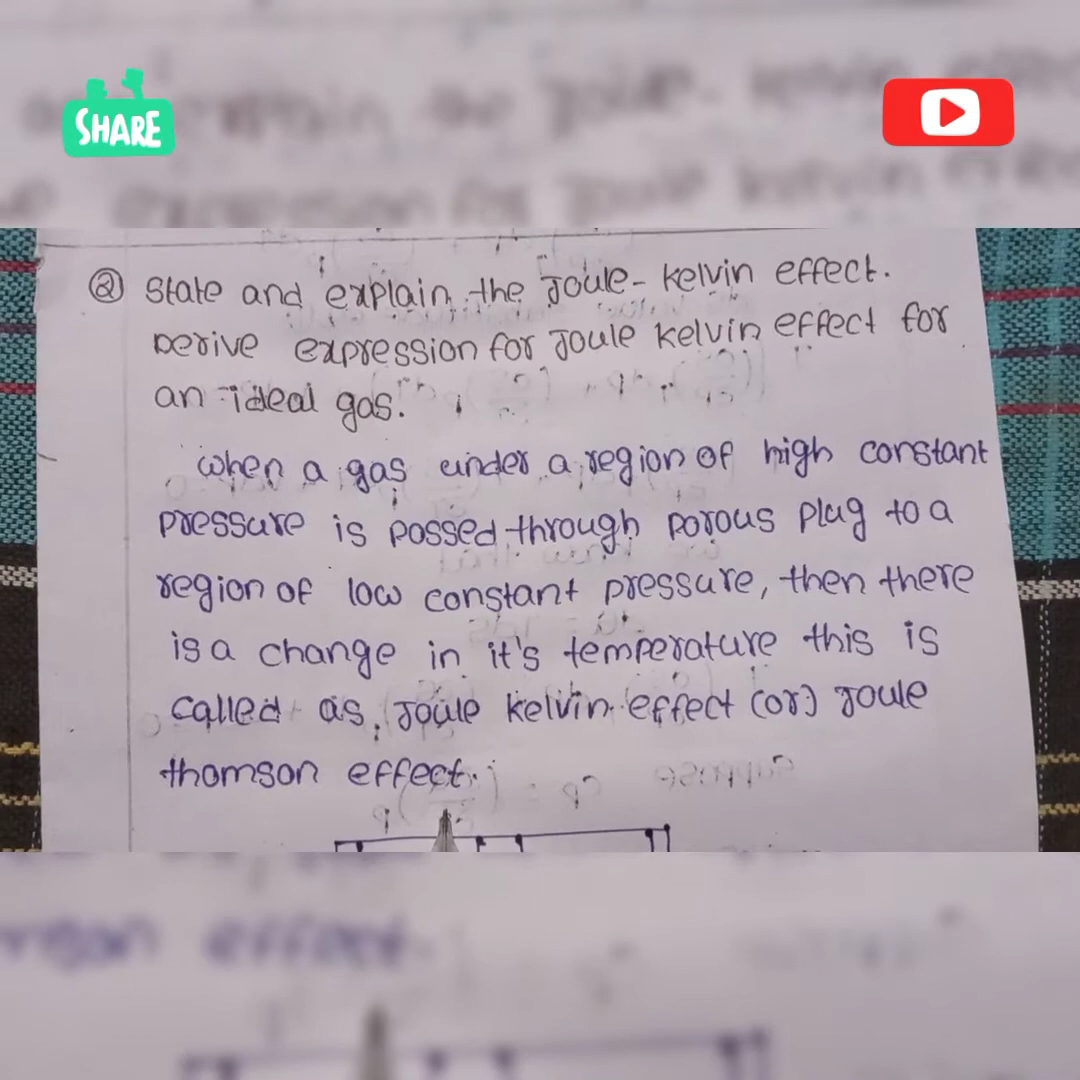 SHARE
② State and explain the Joule - kelvin effect.
Derive expression for Joule kelvin effect for
an ideal gas.
when a gas under a region of high constant
pressure is possed through porous plug to a
region of low constant pressure, then there
is a change in it's temperature this is
called as Joule kelvin effect (or) Joule
thomson effect.